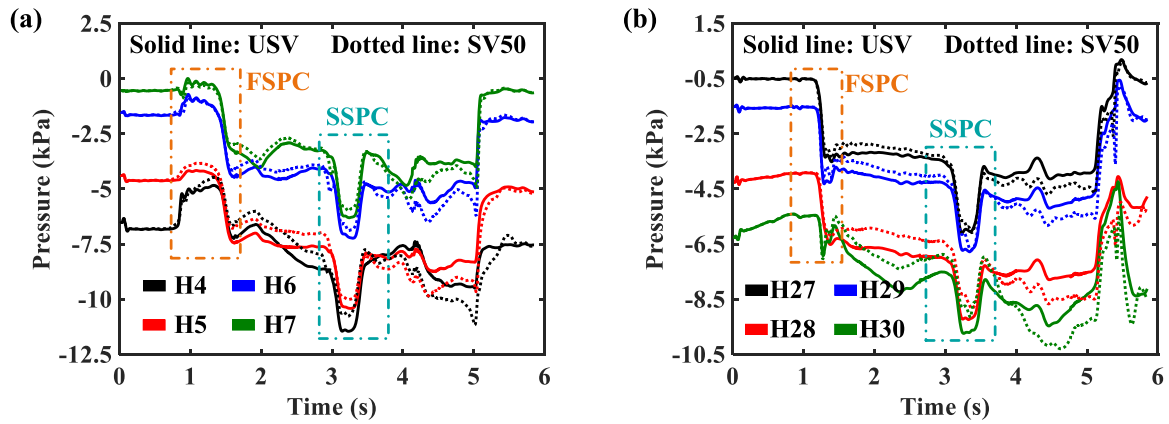 (a)
2.5
0
-2.5
-5
-7.5
-10
-12.5
Pressure (kPa)
Solid line: USV Dotted line: SV50
FSPC
SSPC
H4 H6
H5 H7
0 1 2 3 4 5 6
Time (s)
(b)
-1.5
-0.5
-2.5
-4.5
-6.5
-8.5
-10.5
Pressure (kPa)
Solid line: USV Dotted line: SV50
FSPC
SSPC
H27 H29
H28 H30
0 1 2 3 4 5 6
Time (s)